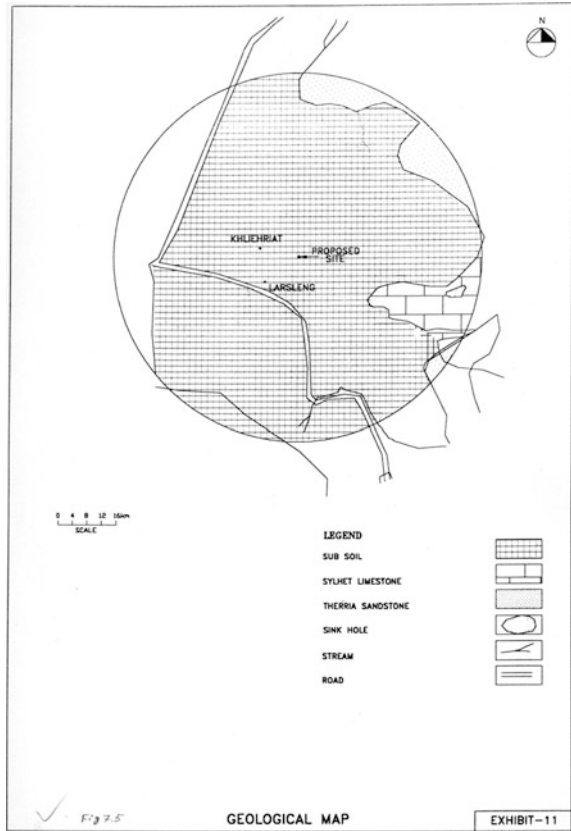 N
KHLIEHRIAT
PROPOSED
SITE
LARSLENG
0 4 8 12 16km
SCALE
LEGEND
SUB SOIL
SYLHET LIMESTONE
THERRIA SANDSTONE
SINK HOLE
STREAM
ROAD
Fig 7.5
GEOLOGICAL MAP
EXHIBIT-11